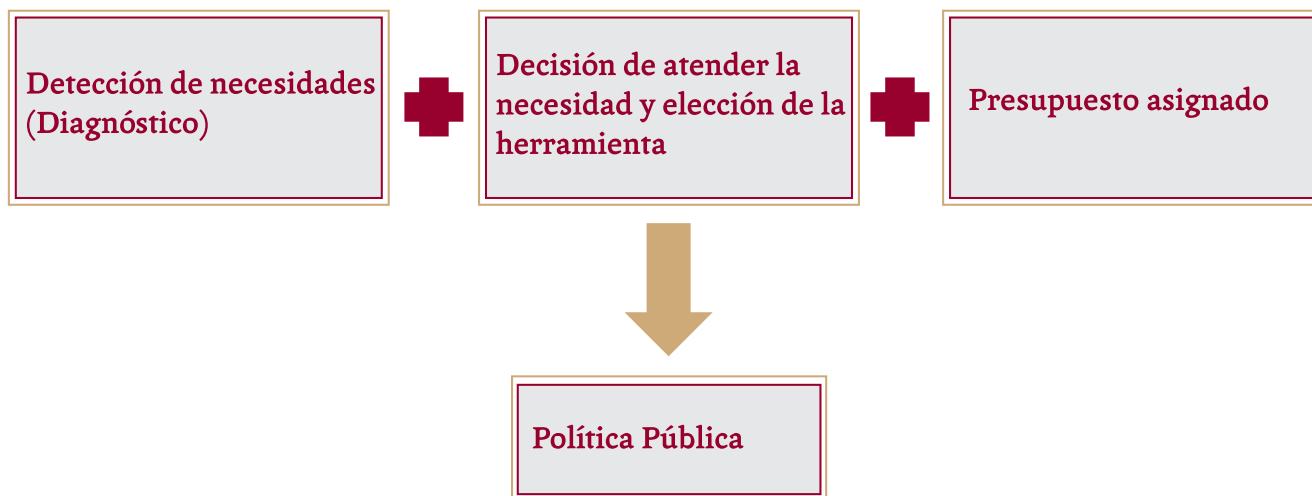 Detección de necesidades
(Diagnóstico)
Decisión de atender la
necesidad y elección de la
herramienta
Presupuesto asignado
Política Pública